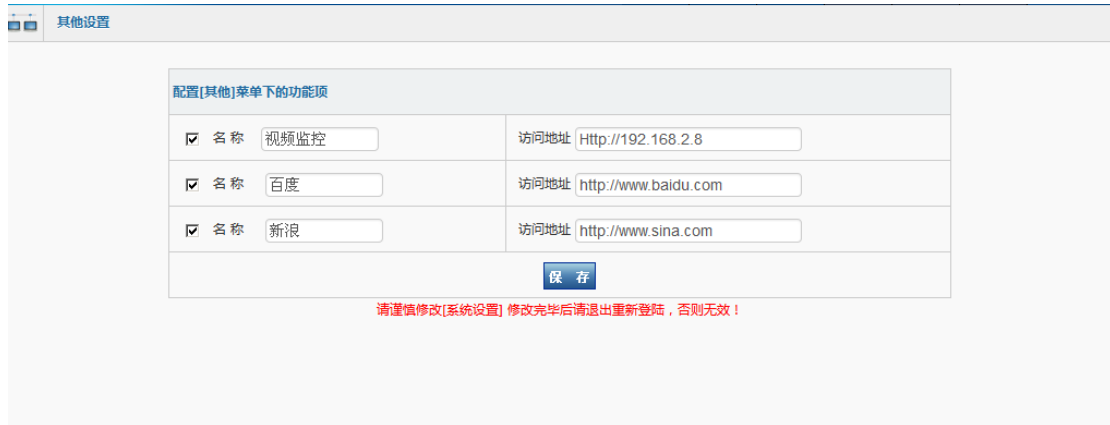 其他设置
配置[其他]菜单下的功能项
名 称 视频监控 访问地址 Http://192.168.2.8
名 称 百度 访问地址 http://www.baidu.com
名 称 新浪 访问地址 http://www.sina.com
保 存
请谨慎修改[系统设置] 修改完毕后请退出重新登陆，否则无效！